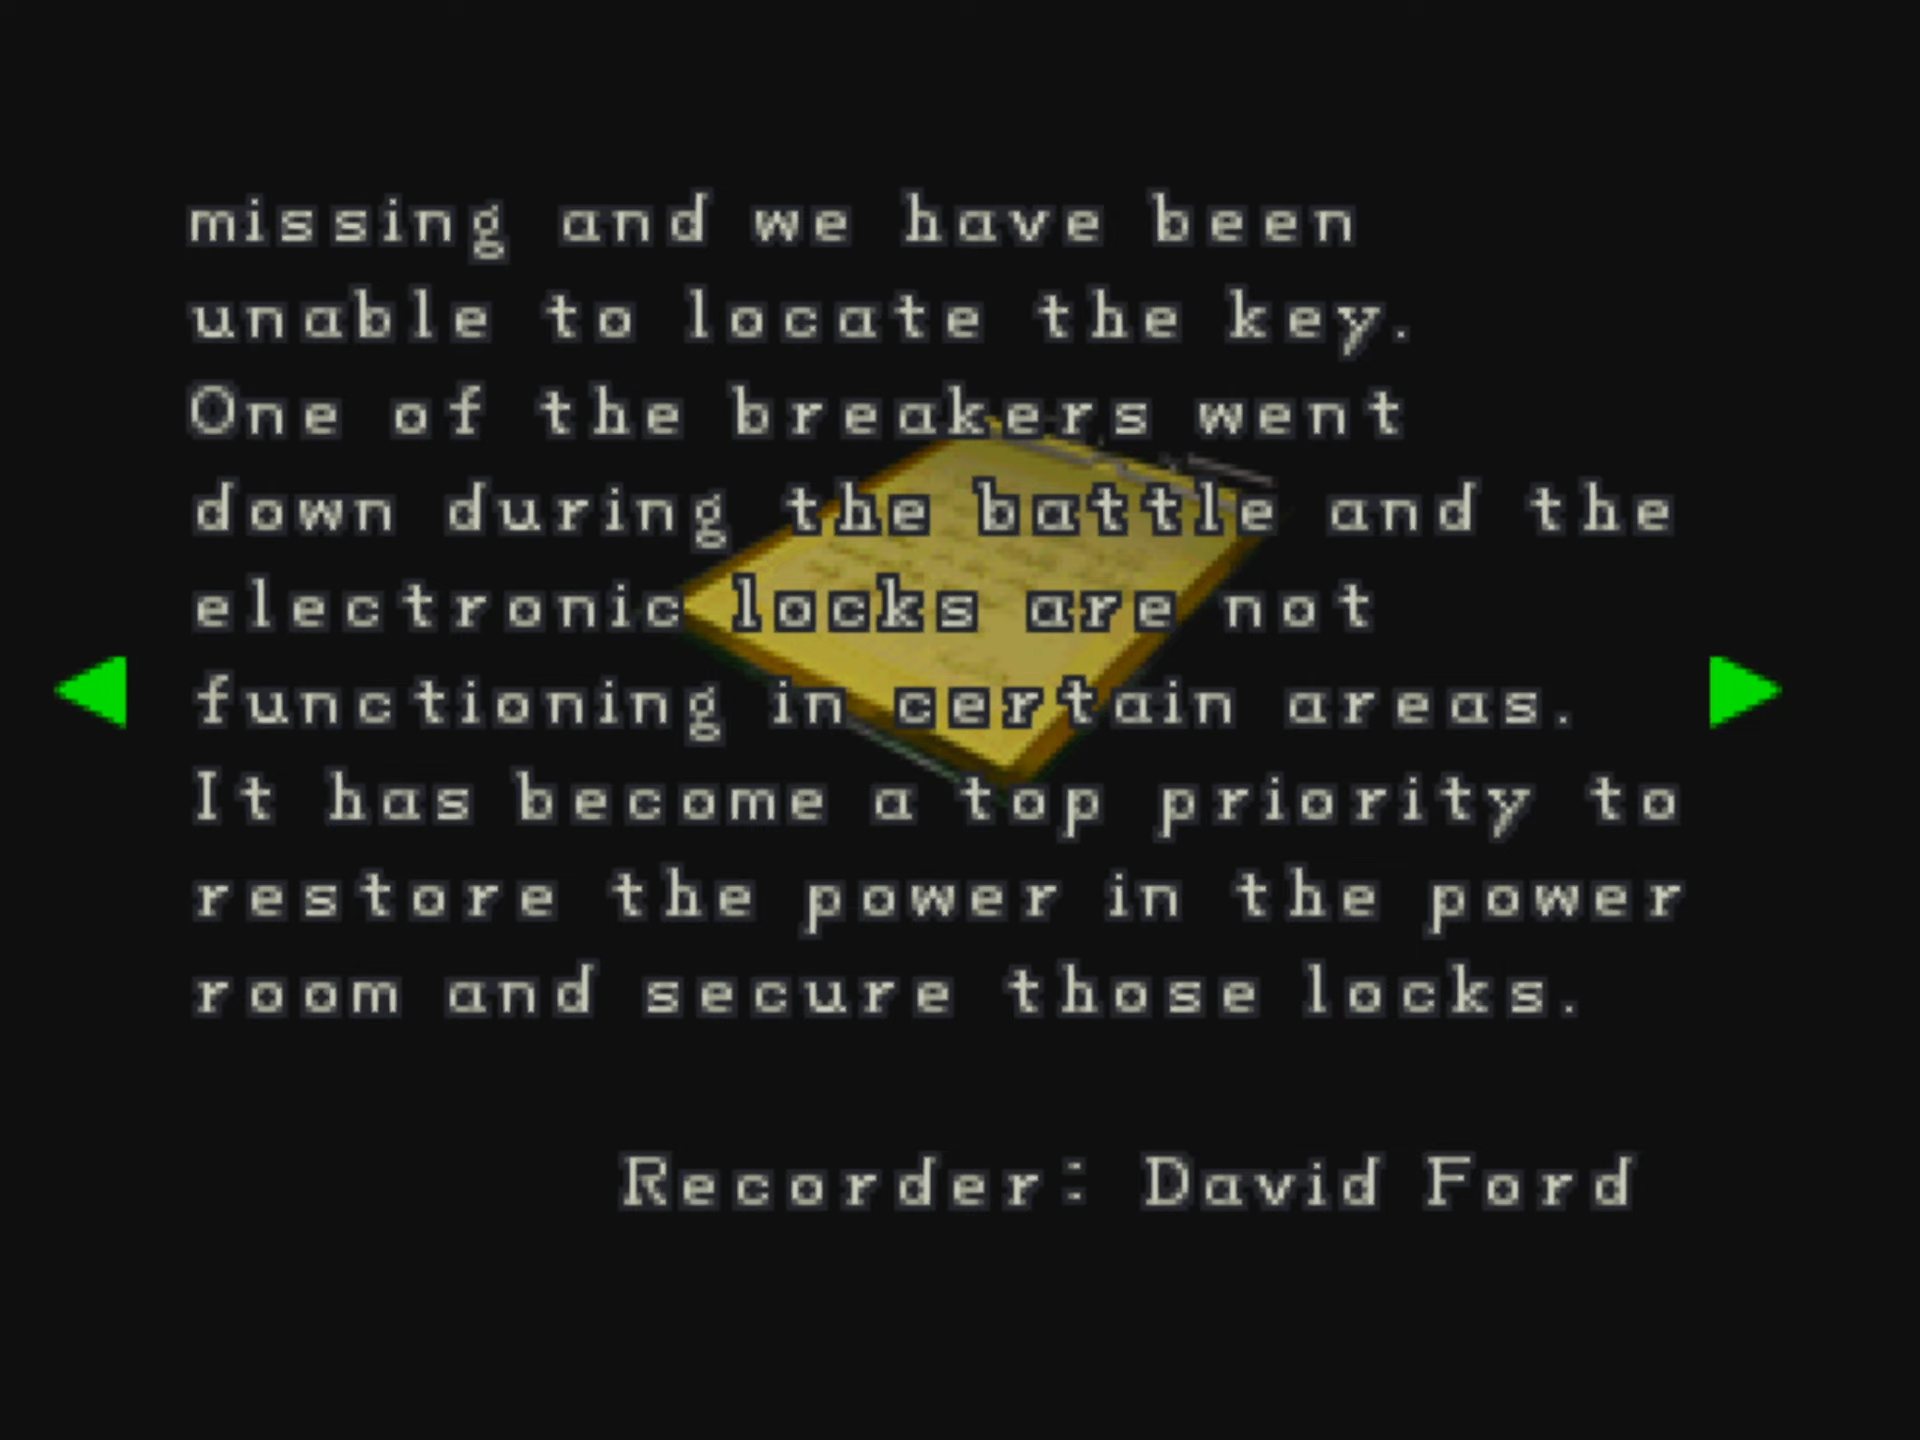 missing and we have been
unable to locate the key.
One of the breakers went
down during the battle and the
electronic locks are not
functioning in certain areas.
It has become a top priority to
restore the power in the power
room and secure those locks.
Recorder: David Ford